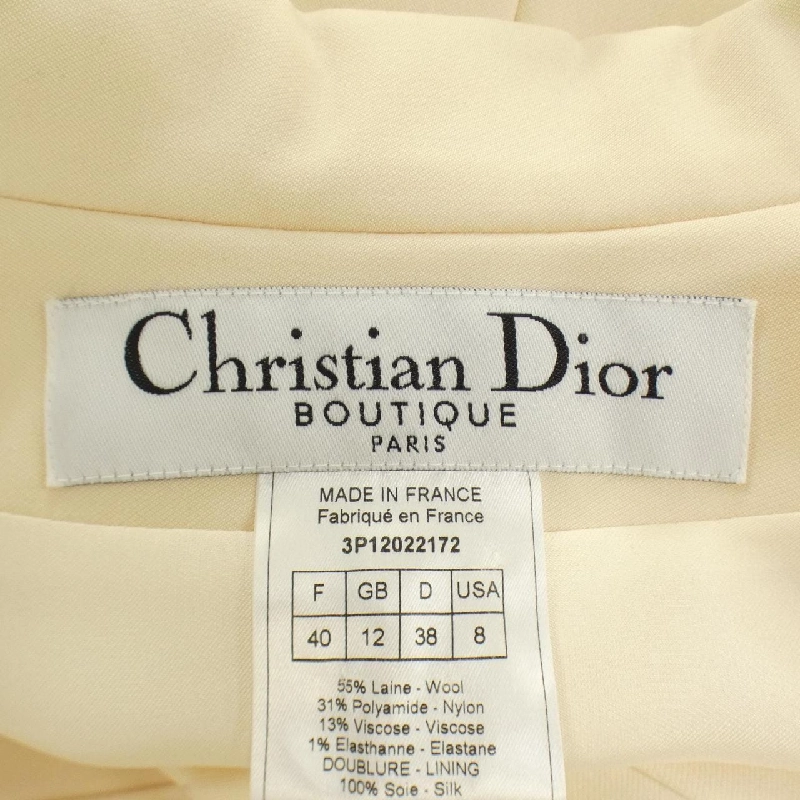 Christian Dior
BOUTIQUE
PARIS
MADE IN FRANCE
Fabriqué en France
3P12022172
F GB D USA
40 12 38 8
55% Laine - Wool
31% Polyamide - Nylon
13% Viscose - Viscose
1% Elasthanne - Elastane
DOUBLURE - LINING
100% Soie - Silk